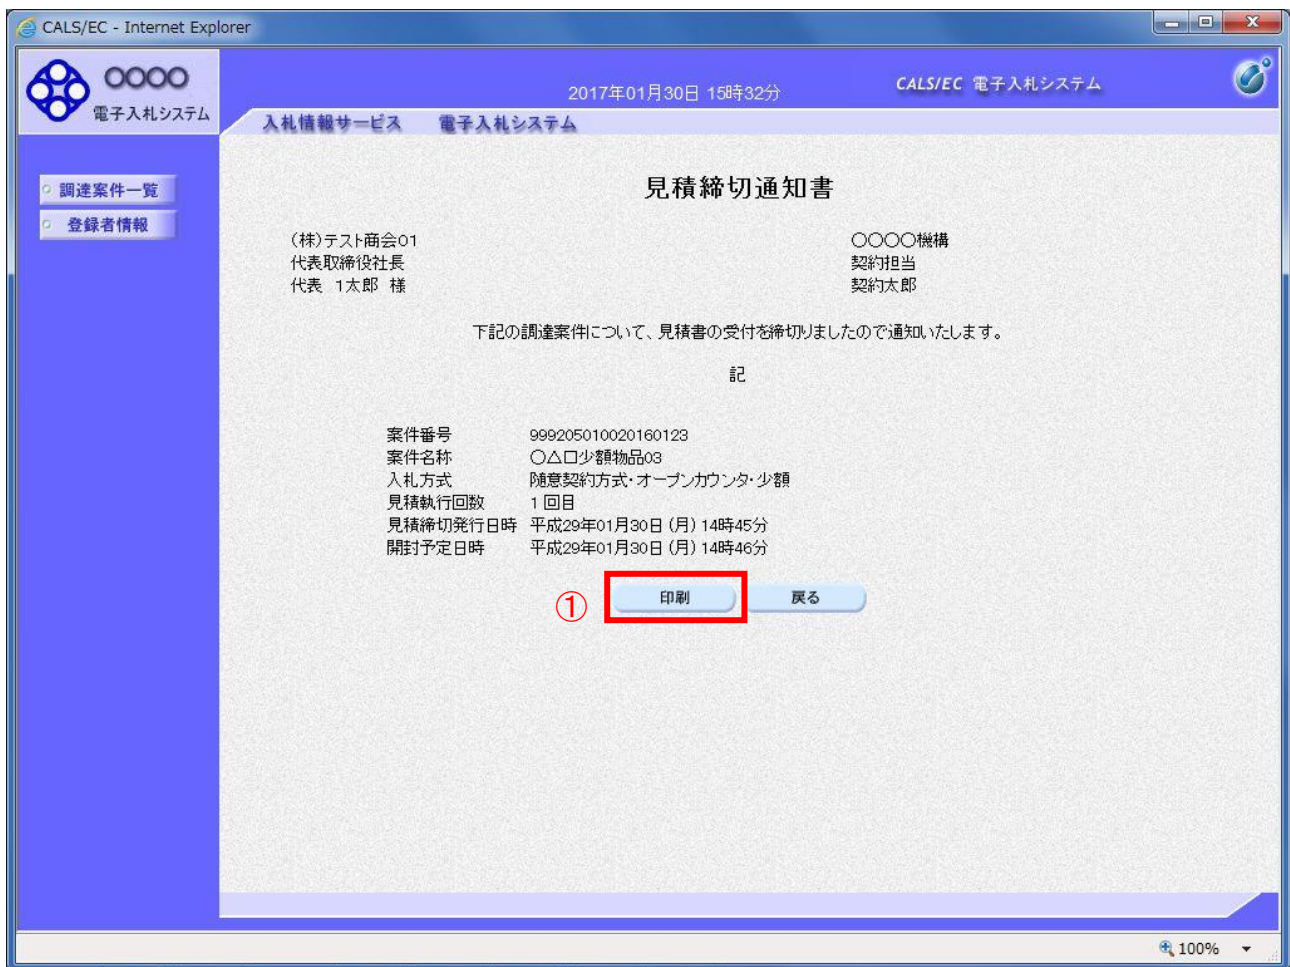 CALS/EC - Internet Explorer
〇〇〇〇
電子入札システム
2017年01月30日 15時32分
CALS/EC 電子入札システム
入札情報サービス 電子入札システム
調達案件一覧
登録者情報
見積締切通知書
(株)テスト商会01
代表取締役社長
代表 1太郎 様
〇〇〇〇機構
契約担当
契約太郎
下記の調達案件について、見積書の受付を締切りましたので通知いたします。
記
案件番号 999205010020160123
案件名称 〇△口少額物品03
入札方式 随意契約方式・オープンカウンタ・少額
見積執行回数 1回目
見積締切発行日時 平成29年01月30日(月)14時45分
開封予定日時 平成29年01月30日(月)14時46分
① 印刷 戻る
100%